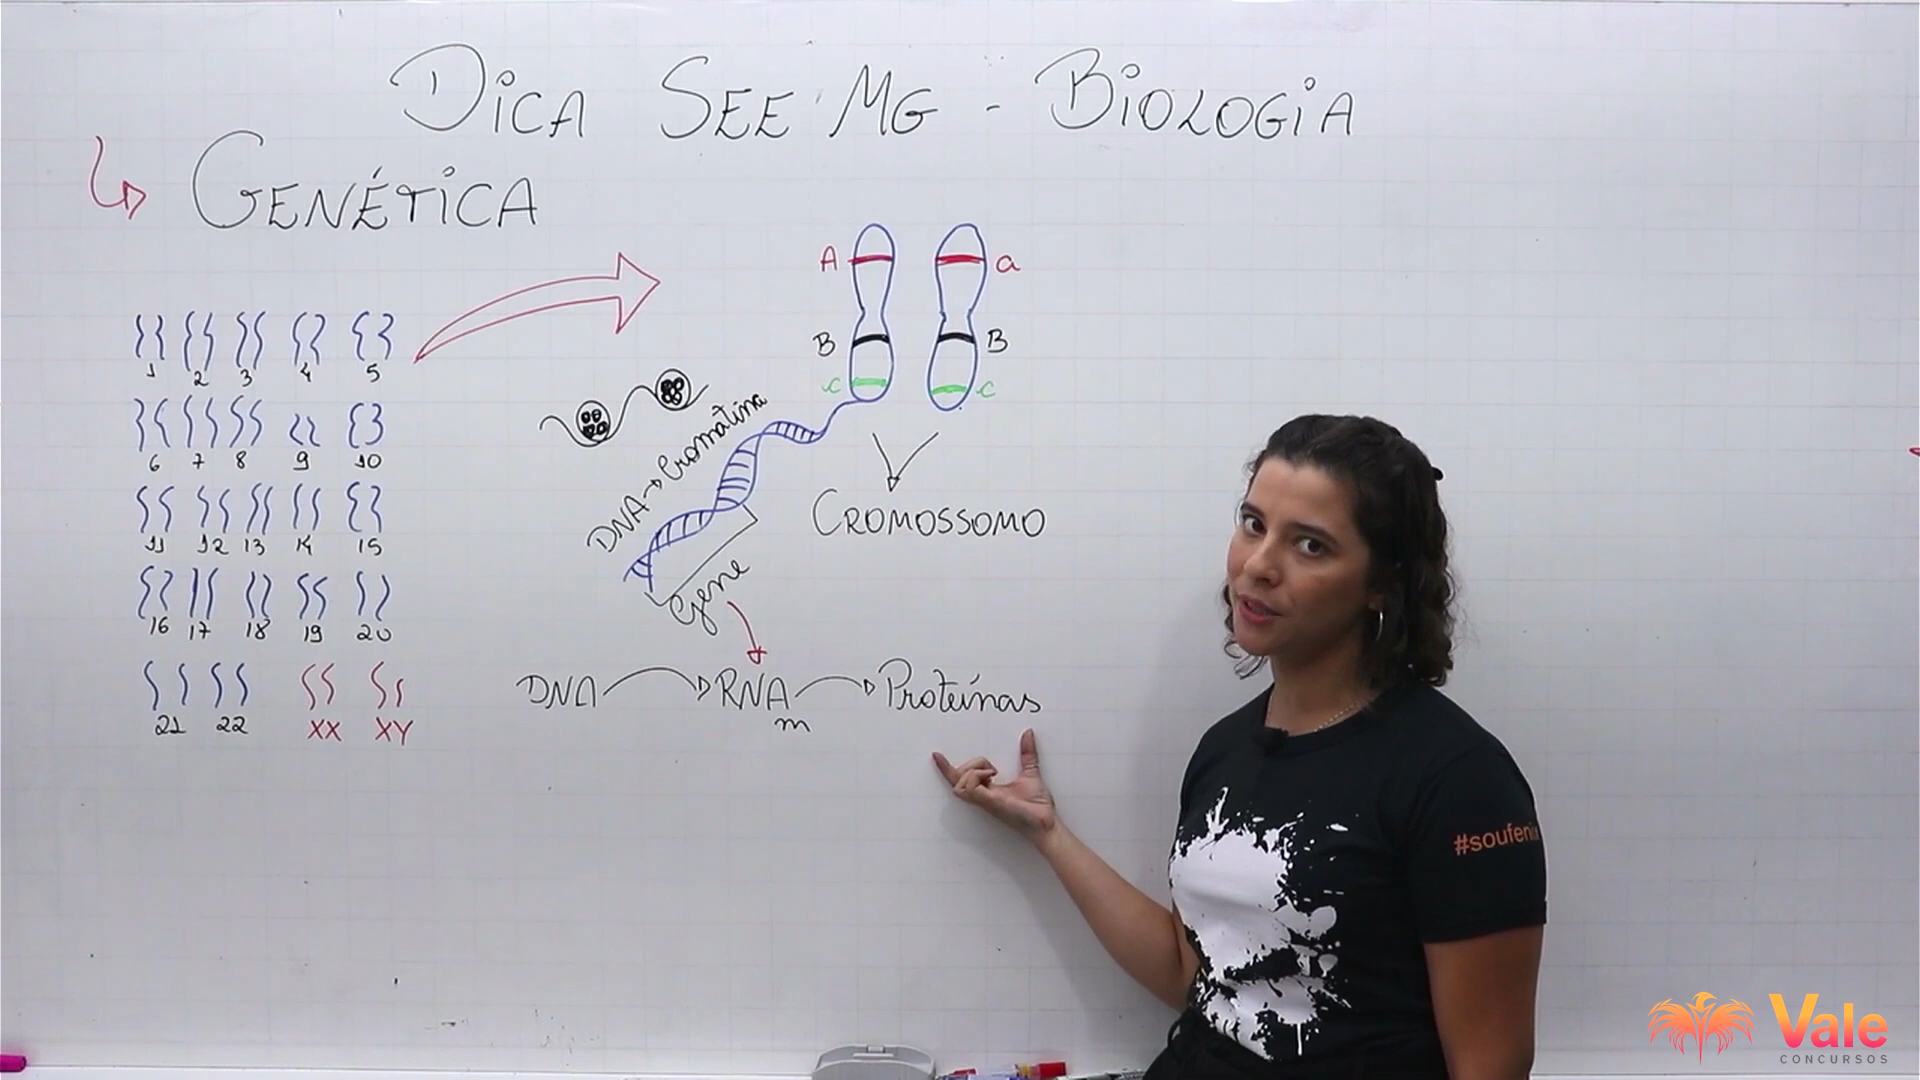 DICA SEE MG - BIOLOGIA
GENÉTICA
1 2 3 4 5
6 7 8 9 10
11 12 13 14 15
16 17 18 19 20
21 22 XX XY
A a
B B
c c
DNA → Cromatina
CROMOSSOMO
Gene
DNA → RNAm → Proteínas
#soufeni
Vale
CONCURSOS